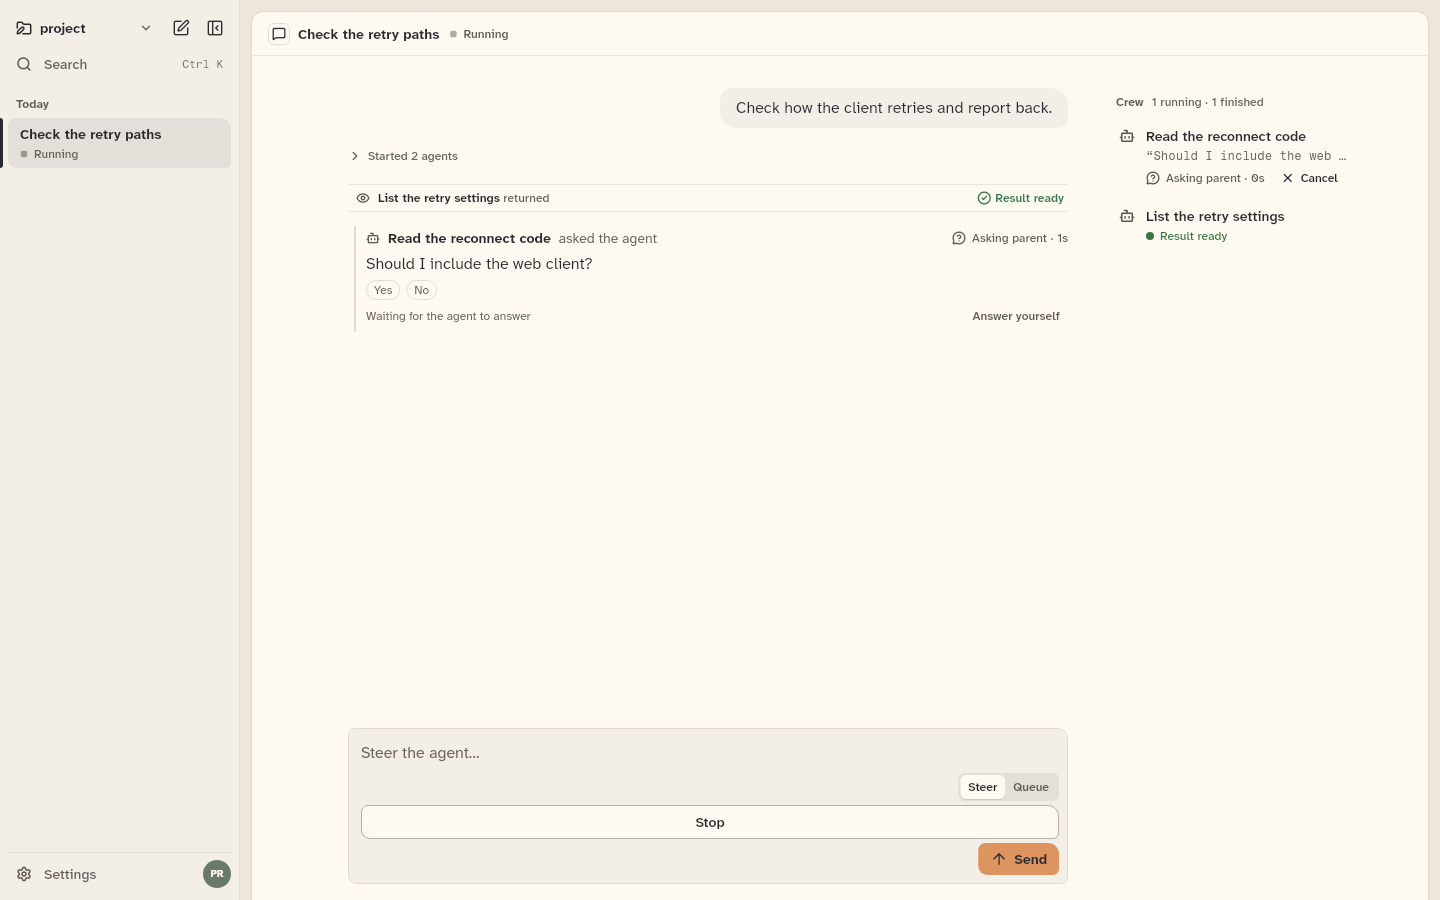 project
Search Ctrl K
Today
Check the retry paths
Running
Settings PR
Check the retry paths Running
Check how the client retries and report back.
Started 2 agents
List the retry settings returned Result ready
Read the reconnect code asked the agent Asking parent · 1s
Should I include the web client?
Yes No
Waiting for the agent to answer Answer yourself
Steer the agent…
Steer Queue
Stop
Send
Crew 1 running · 1 finished
Read the reconnect code
“Should I include the web …
Asking parent · 0s Cancel
List the retry settings
Result ready